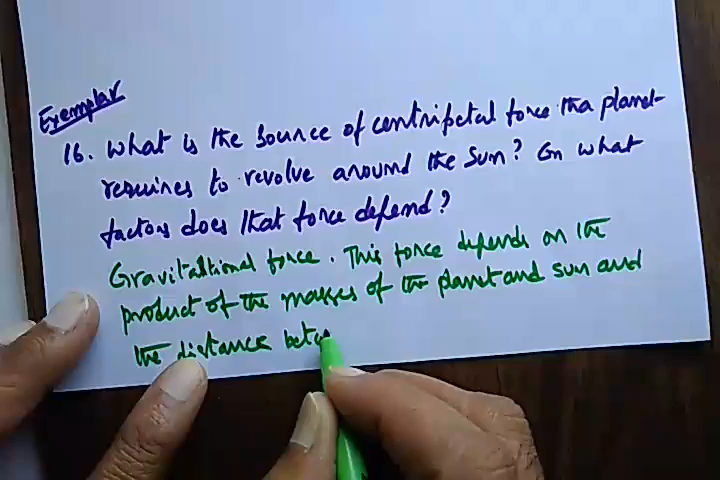 Exemplar
16. What is the source of centripetal force tha planet
requires to revolve around the Sun? On what
factors does that force depend?
Gravitational force. This force depends on the
product of the masses of the planet and sun and
the distance betw